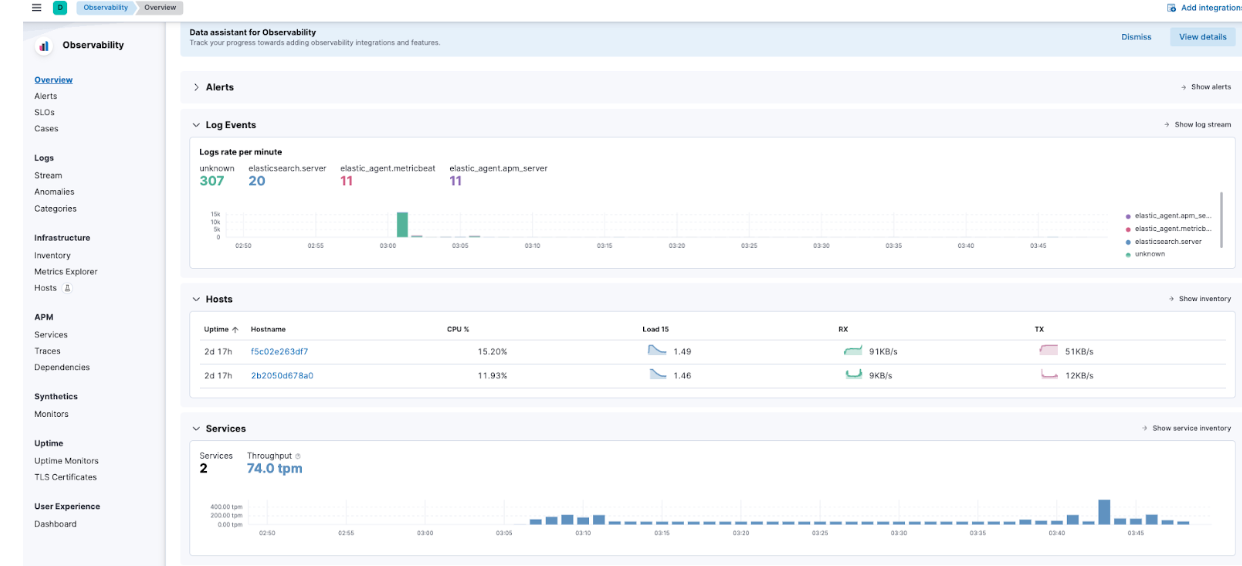 D Observability Overview Add integrations
Observability
Overview
Alerts
SLOs
Cases
Logs
Stream
Anomalies
Categories
Infrastructure
Inventory
Metrics Explorer
Hosts
APM
Services
Traces
Dependencies
Synthetics
Monitors
Uptime
Uptime Monitors
TLS Certificates
User Experience
Dashboard
Data assistant for Observability
Track your progress towards adding observability integrations and features.
Dismiss View details
Alerts Show alerts
Log Events Show log stream
Logs rate per minute
unknown elasticsearch.server elastic_agent.metricbeat elastic_agent.apm_server
307 20 11 11
15k
10k
5k
0
02:50 02:55 03:00 03:05 03:10 03:15 03:20 03:25 03:30 03:35 03:40 03:45
elastic_agent.apm_se...
elastic_agent.metricb...
elasticsearch.server
unknown
Hosts Show inventory
Uptime Hostname CPU % Load 15 RX TX
2d 17h f5c02e263df7 15.20% 1.49 91KB/s 51KB/s
2d 17h 2b2050d678a0 11.93% 1.46 9KB/s 12KB/s
Services Show service inventory
Services Throughput
2 74.0 tpm
400.00 tpm
200.00 tpm
0.00 tpm
02:50 02:55 03:00 03:05 03:10 03:15 03:20 03:25 03:30 03:35 03:40 03:45